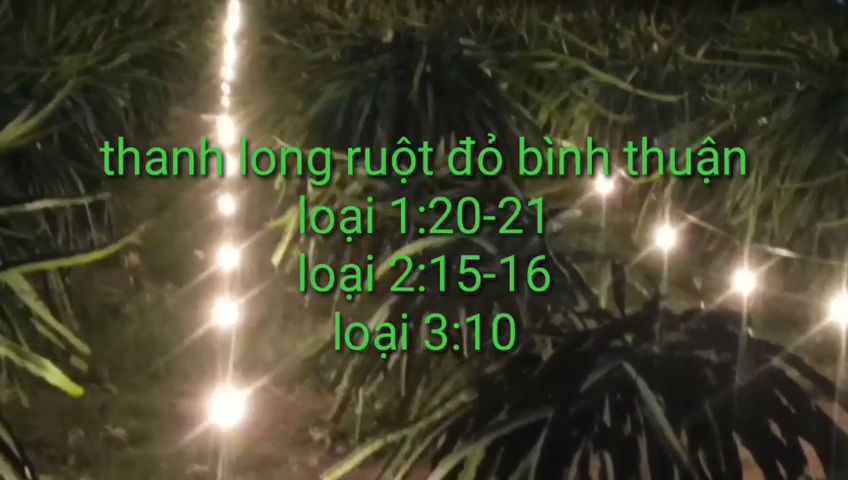 thanh long ruột đỏ bình thuận
loại 1:20-21
loại 2:15-16
loại 3:10